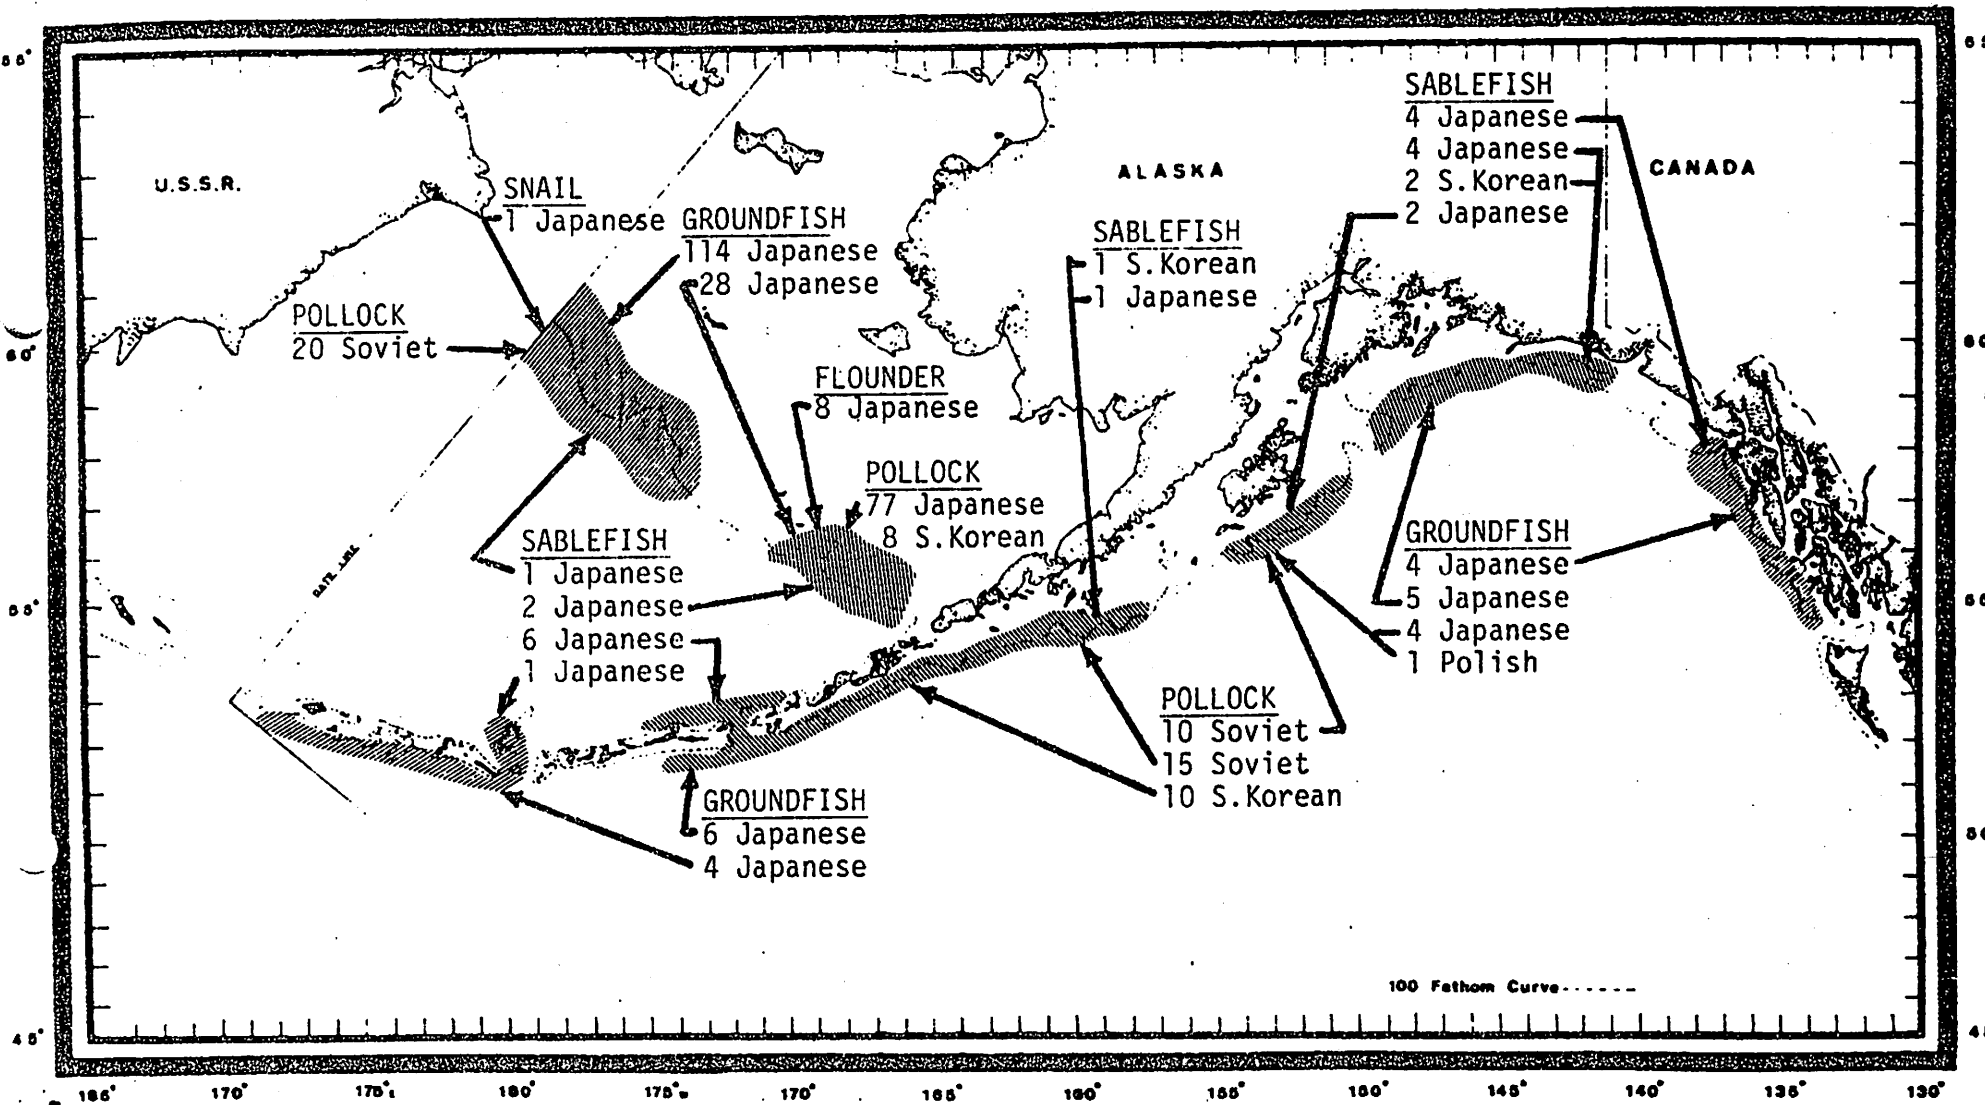 U.S.S.R.
ALASKA
CANADA
SNAIL
1 Japanese
GROUNDFISH
114 Japanese
28 Japanese
POLLOCK
20 Soviet
FLOUNDER
8 Japanese
POLLOCK
77 Japanese
8 S.Korean
SABLEFISH
1 Japanese
2 Japanese
6 Japanese
1 Japanese
GROUNDFISH
6 Japanese
4 Japanese
SABLEFISH
1 S.Korean
1 Japanese
SABLEFISH
4 Japanese
4 Japanese
2 S.Korean
2 Japanese
GROUNDFISH
4 Japanese
5 Japanese
4 Japanese
1 Polish
POLLOCK
10 Soviet
15 Soviet
10 S.Korean
DATE LINE
100 Fathom Curve
60°
55°
45°
170°
175
180°
175
170°
165°
160°
155°
150°
145°
140°
135°
130°